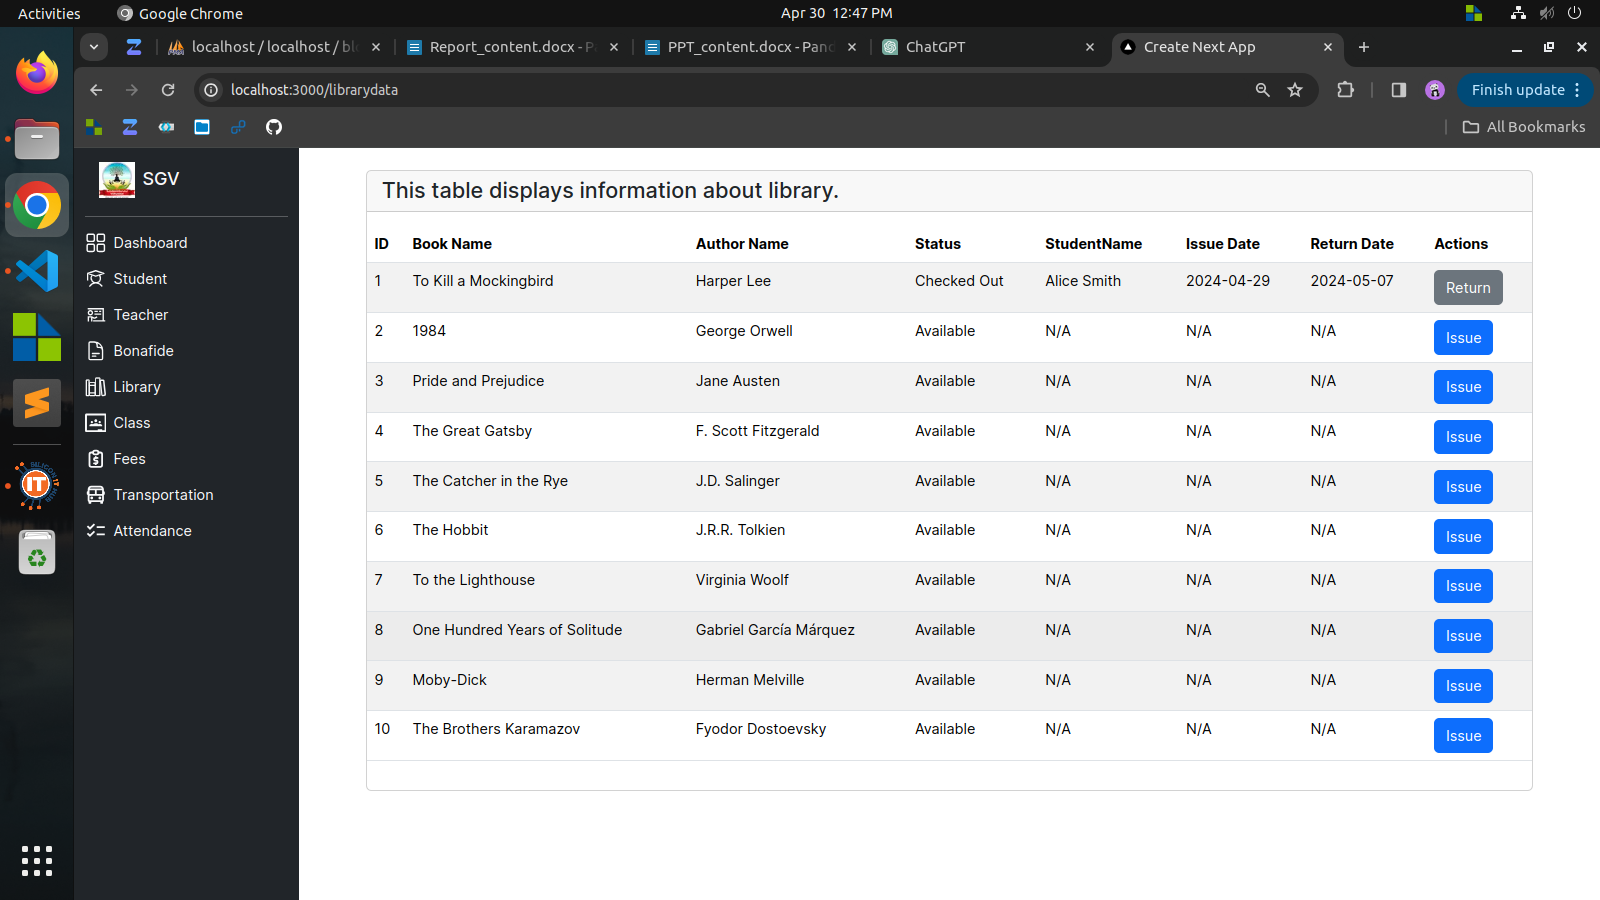 Activities Google Chrome Apr 30 12:47 PM
localhost / localhost / bl Report_content.docx - P PPT_content.docx - Pand ChatGPT Create Next App
localhost:3000/librarydata Finish update
All Bookmarks
SGV
Dashboard
Student
Teacher
Bonafide
Library
Class
Fees
Transportation
Attendance
This table displays information about library.
ID Book Name Author Name Status StudentName Issue Date Return Date Actions
1 To Kill a Mockingbird Harper Lee Checked Out Alice Smith 2024-04-29 2024-05-07 Return
2 1984 George Orwell Available N/A N/A N/A Issue
3 Pride and Prejudice Jane Austen Available N/A N/A N/A Issue
4 The Great Gatsby F. Scott Fitzgerald Available N/A N/A N/A Issue
5 The Catcher in the Rye J.D. Salinger Available N/A N/A N/A Issue
6 The Hobbit J.R.R. Tolkien Available N/A N/A N/A Issue
7 To the Lighthouse Virginia Woolf Available N/A N/A N/A Issue
8 One Hundred Years of Solitude Gabriel García Márquez Available N/A N/A N/A Issue
9 Moby-Dick Herman Melville Available N/A N/A N/A Issue
10 The Brothers Karamazov Fyodor Dostoevsky Available N/A N/A N/A Issue
IT